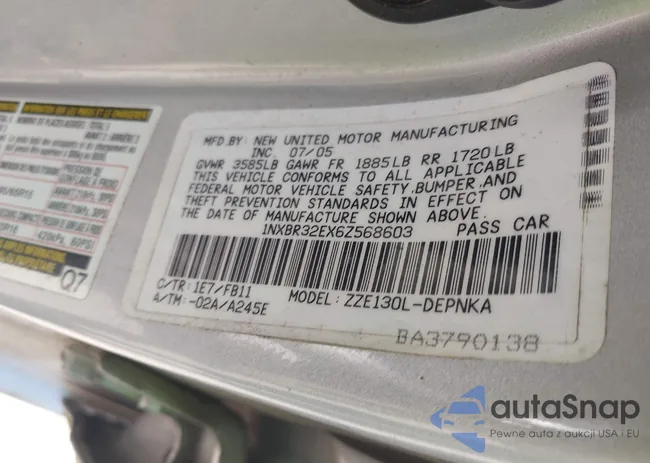 MFD.BY: NEW UNITED MOTOR MANUFACTURING
INC. 07/05
GVWR 3585LB GAWR FR 1885LB RR 1720LB
THIS VEHICLE CONFORMS TO ALL APPLICABLE
FEDERAL MOTOR VEHICLE SAFETY, BUMPER, AND
THEFT PREVENTION STANDARDS IN EFFECT ON
THE DATE OF MANUFACTURE SHOWN ABOVE.
1NXBR32EX6Z568603 PASS CAR
C/TR: 1E7/FB11
A/TM: -02A/A245E MODEL: ZZE130L-DEPNKA
BA3790138
07
autaSnap
Pewne auta z aukcji USA i EU